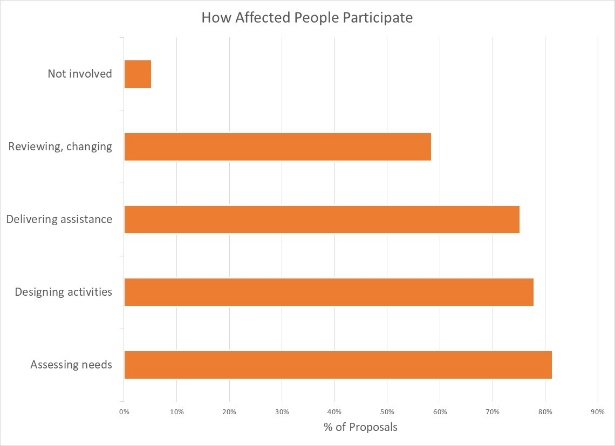 How Affected People Participate
Not involved
Reviewing, changing
Delivering assistance
Designing activities
Assessing needs
0% 10% 20% 30% 40% 50% 60% 70% 80% 90%
% of Proposals